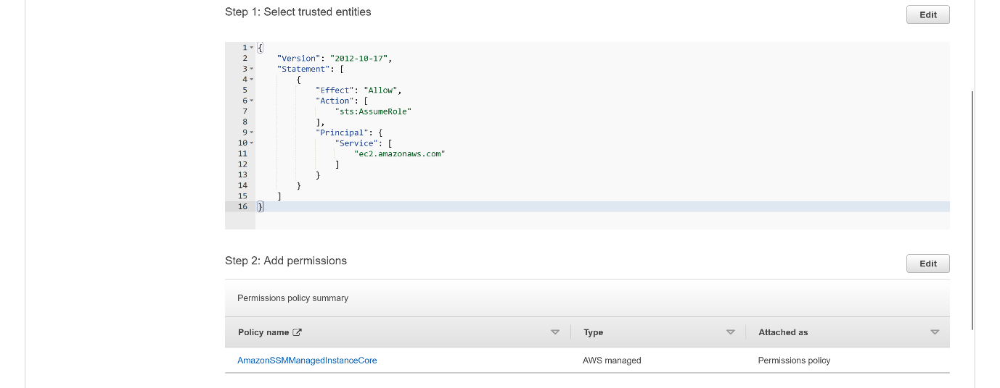 Step 1: Select trusted entities
Edit
1 {
2     "Version": "2012-10-17",
3     "Statement": [
4         {
5             "Effect": "Allow",
6             "Action": [
7                 "sts:AssumeRole"
8             ],
9             "Principal": {
10                 "Service": [
11                     "ec2.amazonaws.com"
12                 ]
13             }
14         }
15     ]
16 }
Step 2: Add permissions
Edit
Permissions policy summary
Policy name Type Attached as
AmazonSSMManagedInstanceCore AWS managed Permissions policy